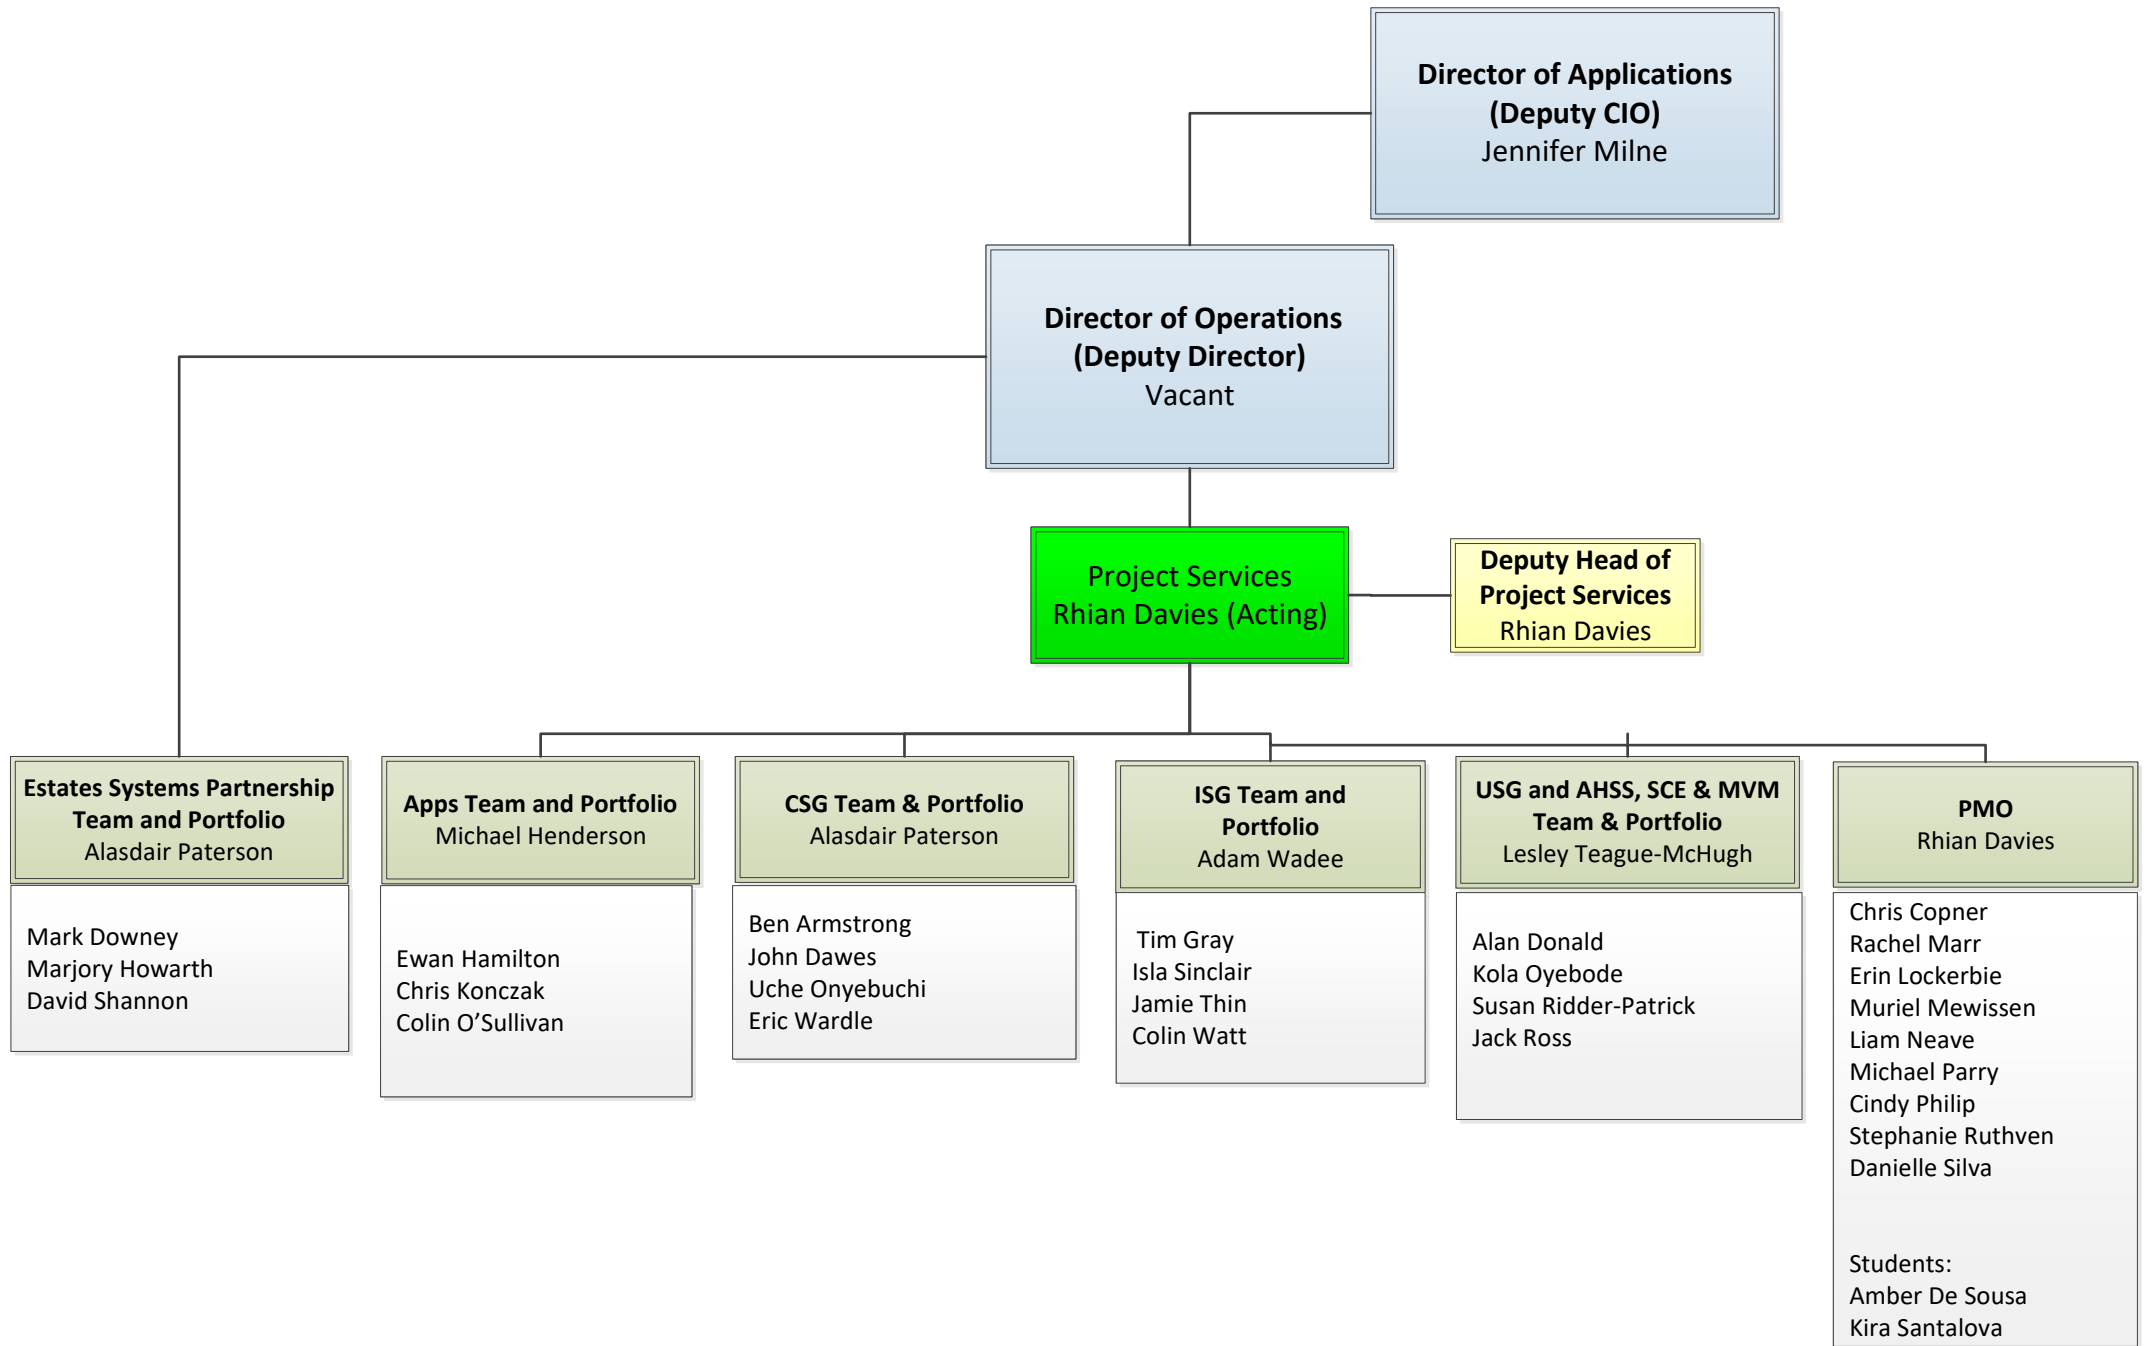 Director of Applications
(Deputy CIO)
Jennifer Milne
Director of Operations
(Deputy Director)
Vacant
Project Services
Rhian Davies (Acting)
Deputy Head of
Project Services
Rhian Davies
Estates Systems Partnership
Team and Portfolio
Alasdair Paterson
Mark Downey
Marjory Howarth
David Shannon
Apps Team and Portfolio
Michael Henderson
Ewan Hamilton
Chris Konczak
Colin O’Sullivan
CSG Team & Portfolio
Alasdair Paterson
Ben Armstrong
John Dawes
Uche Onyebuchi
Eric Wardle
ISG Team and
Portfolio
Adam Wadee
Tim Gray
Isla Sinclair
Jamie Thin
Colin Watt
USG and AHSS, SCE & MVM
Team & Portfolio
Lesley Teague-McHugh
Alan Donald
Kola Oyebode
Susan Ridder-Patrick
Jack Ross
PMO
Rhian Davies
Chris Copner
Rachel Marr
Erin Lockerbie
Muriel Mewissen
Liam Neave
Michael Parry
Cindy Philip
Stephanie Ruthven
Danielle Silva
Students:
Amber De Sousa
Kira Santalova